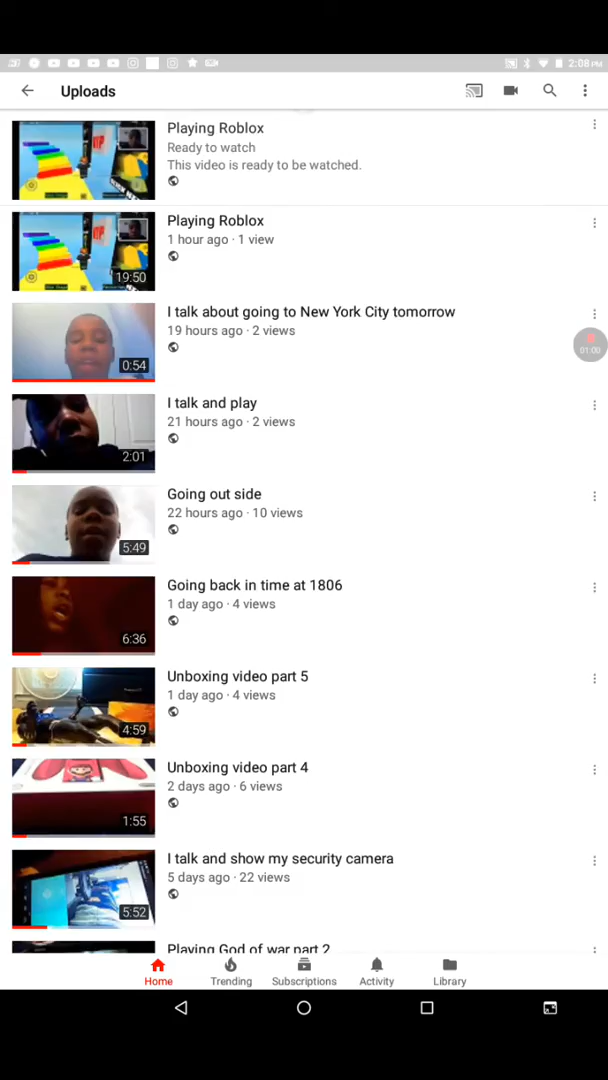 2:08 PM
Uploads
Playing Roblox
Ready to watch
This video is ready to be watched.
Playing Roblox
1 hour ago · 1 view
19:50
I talk about going to New York City tomorrow
19 hours ago · 2 views
0:54
01:00
I talk and play
21 hours ago · 2 views
2:01
Going out side
22 hours ago · 10 views
5:49
Going back in time at 1806
1 day ago · 4 views
6:36
Unboxing video part 5
1 day ago · 4 views
4:59
Unboxing video part 4
2 days ago · 6 views
1:55
I talk and show my security camera
5 days ago · 22 views
5:52
Playing God of war part 2
Home Trending Subscriptions Activity Library